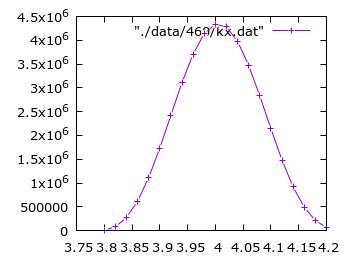 4.5x10^6
"./data/460/kx.dat"
4x10^6
3.5x10^6
3x10^6
2.5x10^6
2x10^6
1.5x10^6
1x10^6
500000
0
3.75 3.8 3.85 3.9 3.95 4 4.05 4.1 4.15 4.2